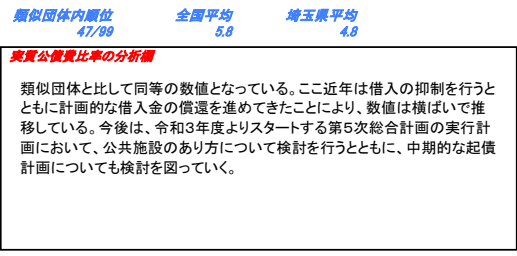 類似団体内順位 全国平均 埼玉県平均
47/99 5.8 4.8
実質公債費比率の分析欄
類似団体と比して同等の数値となっている。ここ近年は借入の抑制を行うと
ともに計画的な借入金の償還を進めてきたことにより、数値は横ばいで推
移している。今後は、令和3年度よりスタートする第5次総合計画の実行計
画において、公共施設のあり方について検討を行うとともに、中期的な起債
計画についても検討を図っていく。